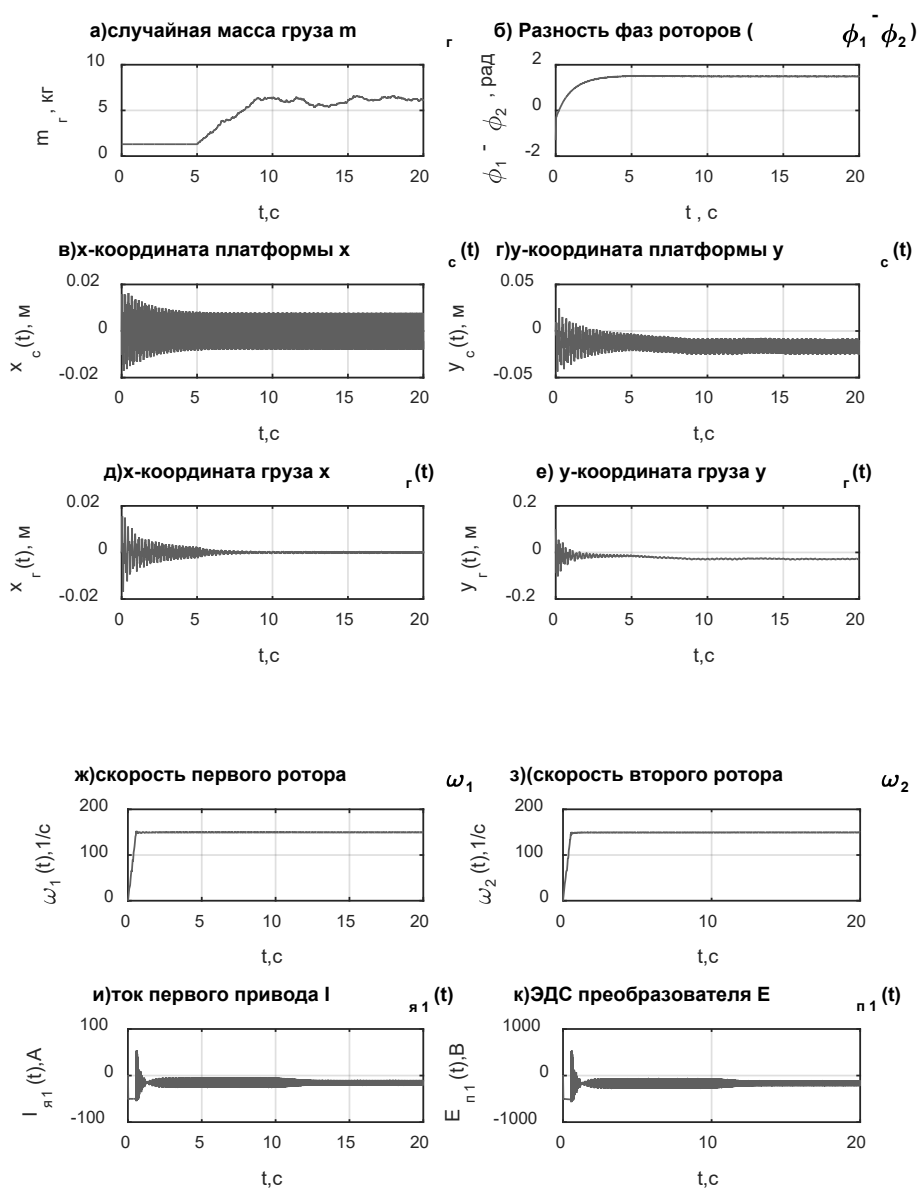 а)случайная масса груза m г
б) Разность фаз роторов ( ϕ1 - ϕ2 )
m г , кг
10
5
0
0 5 10 15 20
t,c
ϕ1 - ϕ2 , рад
2
0
-2
0 5 10 15 20
t , c
в)x-координата платформы x c (t)
г)y-координата платформы y c (t)
x c (t), м
0.02
0
-0.02
0 5 10 15 20
t,c
y c (t), м
0.05
0
-0.05
0 5 10 15 20
t,c
д)x-координата груза x г (t)
е) y-координата груза y г (t)
x г (t), м
0.02
0
-0.02
0 5 10 15 20
t,c
y г (t), м
0.2
0
-0.2
0 5 10 15 20
t,c
ж)скорость первого ротора ω1
з)(скорость второго ротора ω2
ω1 (t),1/c
200
100
0
0 5 10 15 20
t,c
ω2 (t),1/c
200
100
0
0 10 20
t,c
и)ток первого привода I я 1 (t)
к)ЭДС преобразователя E п 1 (t)
I я1 (t),A
100
0
-100
0 5 10 15 20
t,c
E п 1 (t),B
1000
0
-1000
0 10 20
t,c